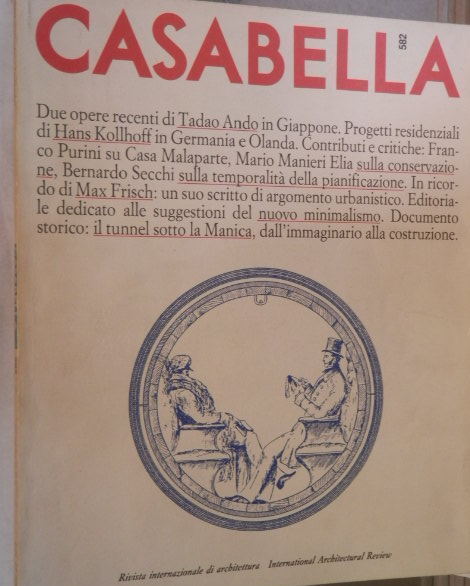 CASABELLA
582
Due opere recenti di Tadao Ando in Giappone. Progetti residenziali
di Hans Kollhoff in Germania e Olanda. Contributi e critiche: Fran-
co Purini su Casa Malaparte, Mario Manieri Elia sulla conservazio-
ne, Bernardo Secchi sulla temporalità della pianificazione. In ricor-
do di Max Frisch: un suo scritto di argomento urbanistico. Editoria-
le dedicato alle suggestioni del nuovo minimalismo. Documento
storico: il tunnel sotto la Manica, dall'immaginario alla costruzione.
Rivista internazionale di architettura International Architectural Review